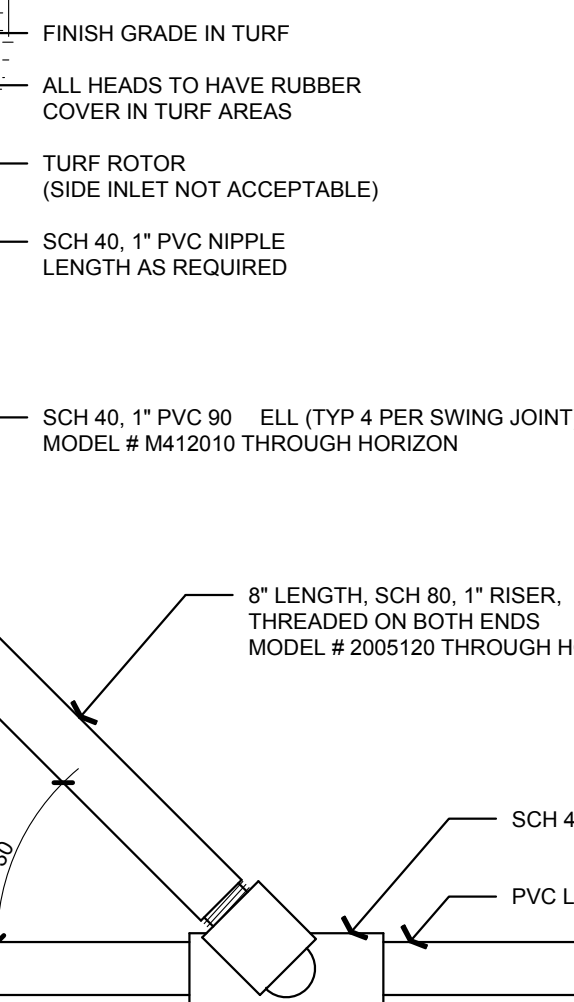 FINISH GRADE IN TURF
ALL HEADS TO HAVE RUBBER
COVER IN TURF AREAS
TURF ROTOR
(SIDE INLET NOT ACCEPTABLE)
SCH 40, 1" PVC NIPPLE
LENGTH AS REQUIRED
SCH 40, 1" PVC 90 ELL (TYP 4 PER SWING JOINT
MODEL # M412010 THROUGH HORIZON
8" LENGTH, SCH 80, 1" RISER,
THREADED ON BOTH ENDS
MODEL # 2005120 THROUGH H
SCH 4
PVC L